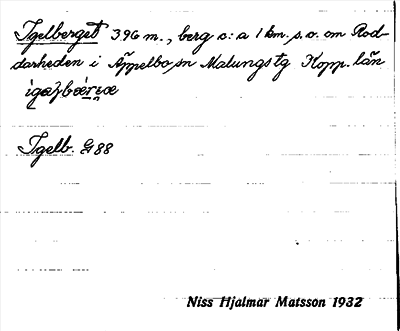 Igelberget 396 m., berg c:a 1 km. s.o. om Rod-
darheden i Äppelbo sn Malungs tg Kopp. län
Igelb. G 88
Niss Hjalmar Matsson 1932